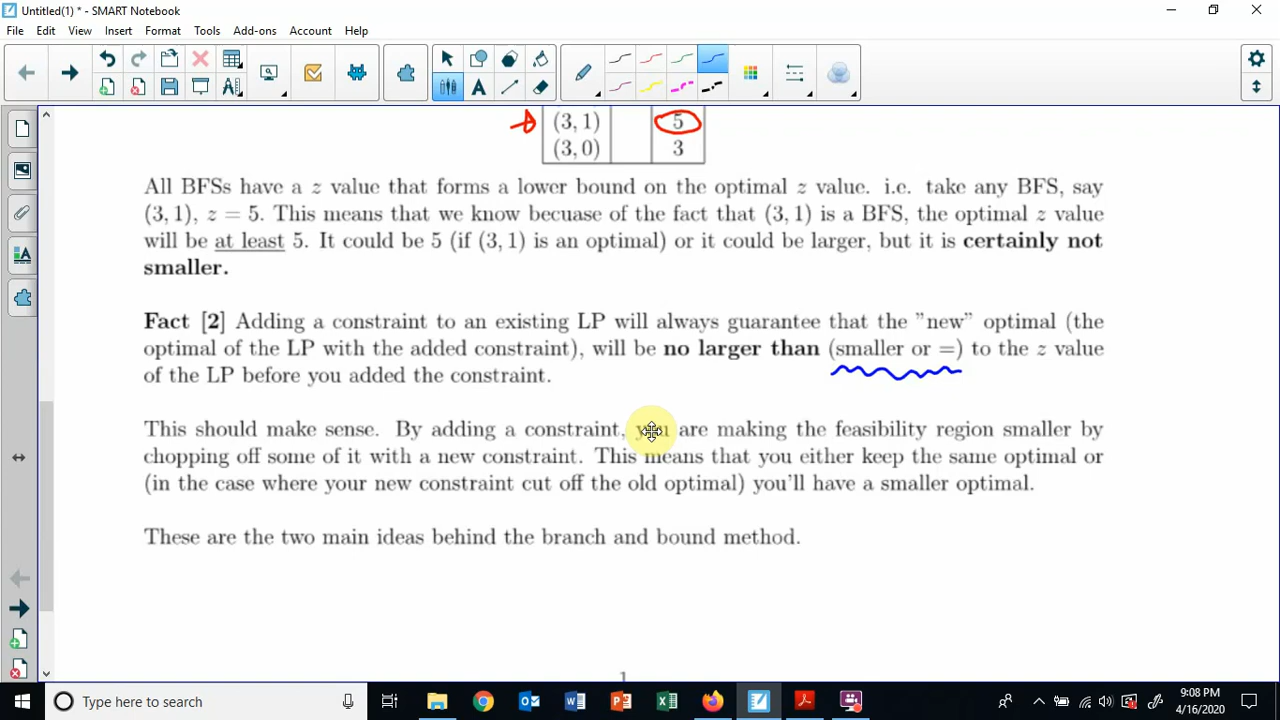 Untitled(1) * - SMART Notebook
File Edit View Insert Format Tools Add-ons Account Help
(3, 1) 5
(3, 0) 3
All BFSs have a z value that forms a lower bound on the optimal z value. i.e. take any BFS, say
(3, 1), z = 5. This means that we know becuase of the fact that (3, 1) is a BFS, the optimal z value
will be at least 5. It could be 5 (if (3, 1) is an optimal) or it could be larger, but it is certainly not
smaller.
Fact [2] Adding a constraint to an existing LP will always guarantee that the "new" optimal (the
optimal of the LP with the added constraint), will be no larger than (smaller or =) to the z value
of the LP before you added the constraint.
This should make sense. By adding a constraint, you are making the feasibility region smaller by
chopping off some of it with a new constraint. This means that you either keep the same optimal or
(in the case where your new constraint cut off the old optimal) you'll have a smaller optimal.
These are the two main ideas behind the branch and bound method.
Type here to search
9:08 PM
4/16/2020